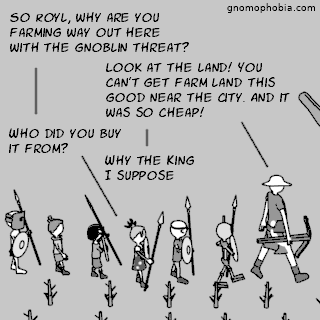 gnomophobia.com
SO ROYL, WHY ARE YOU
FARMING WAY OUT HERE
WITH THE GNOBLIN THREAT?
LOOK AT THE LAND! YOU
CAN'T GET FARM LAND THIS
GOOD NEAR THE CITY. AND IT
WAS SO CHEAP!
WHO DID YOU BUY
IT FROM?
WHY THE KING
I SUPPOSE